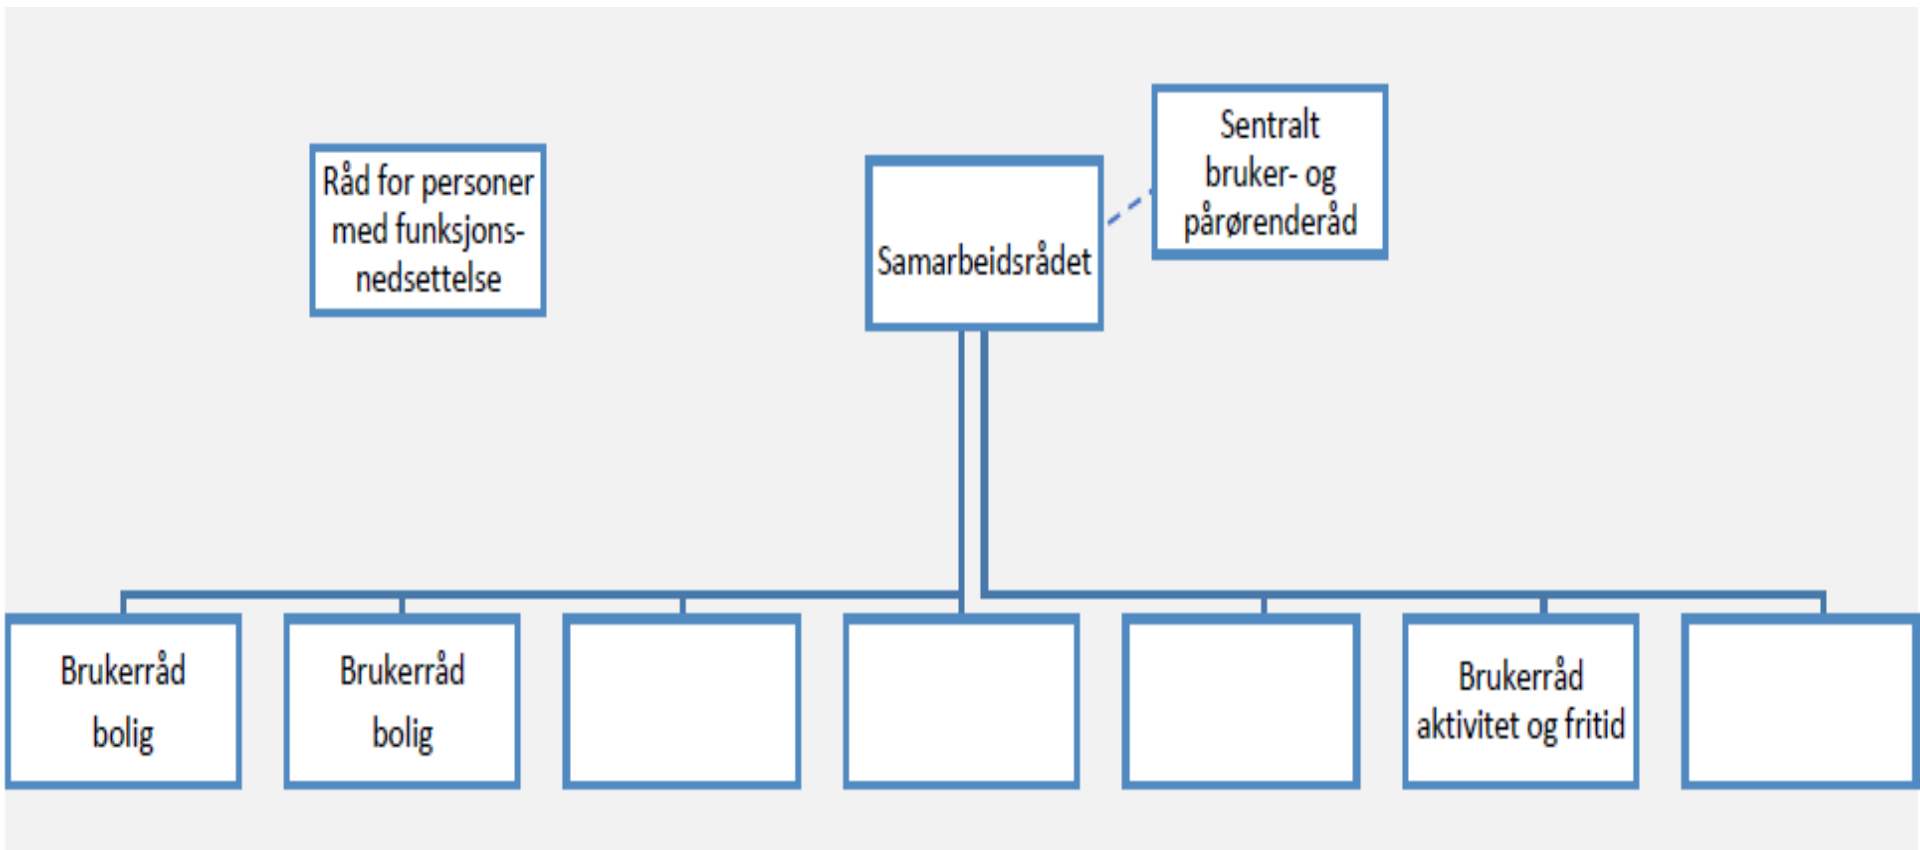 Råd for personer
med funksjons-
nedsettelse
Samarbeidsrådet
Sentralt
bruker- og
pårørenderåd
Brukerråd
bolig
Brukerråd
bolig
Brukerråd
aktivitet og fritid